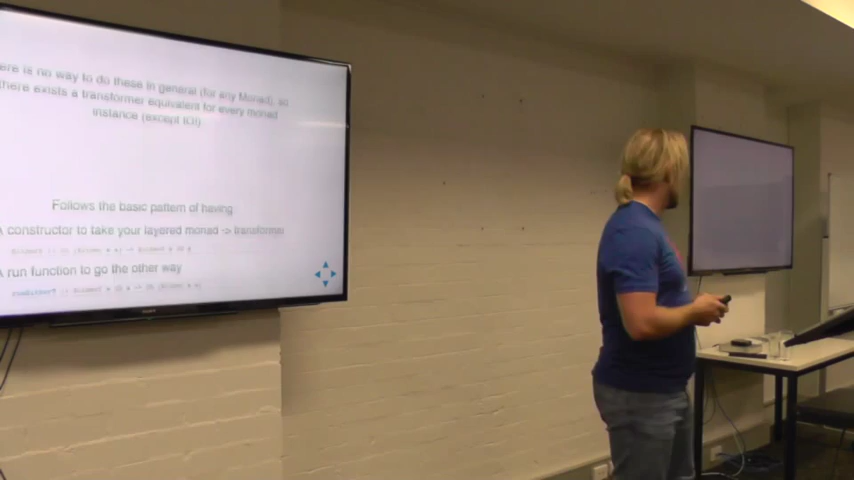 ere is no way to do these in general (for any Monad), so
there exists a transformer equivalent for every monad
instance (except IO!)
Follows the basic pattern of having:
A constructor to take your layered monad -> transformer
A run function to go the other way
SONY